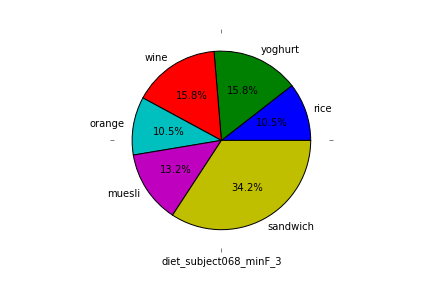 yoghurt
wine
15.8%
15.8%
rice
10.5%
orange
10.5%
13.2%
muesli
34.2%
sandwich
diet_subject068_minF_3